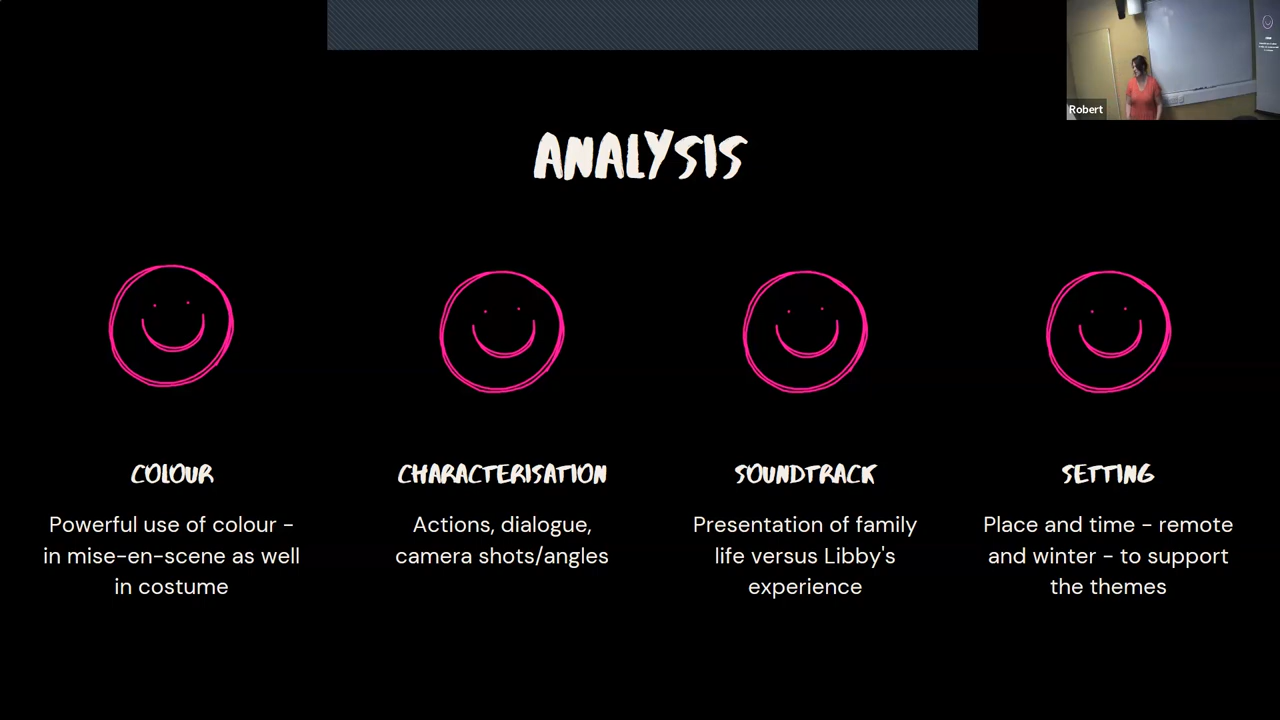 Robert
ANALYSIS
COLOUR
Powerful use of colour -
in mise-en-scene as well
in costume
CHARACTERISATION
Actions, dialogue,
camera shots/angles
SOUNDTRACK
Presentation of family
life versus Libby's
experience
SETTING
Place and time - remote
and winter - to support
the themes